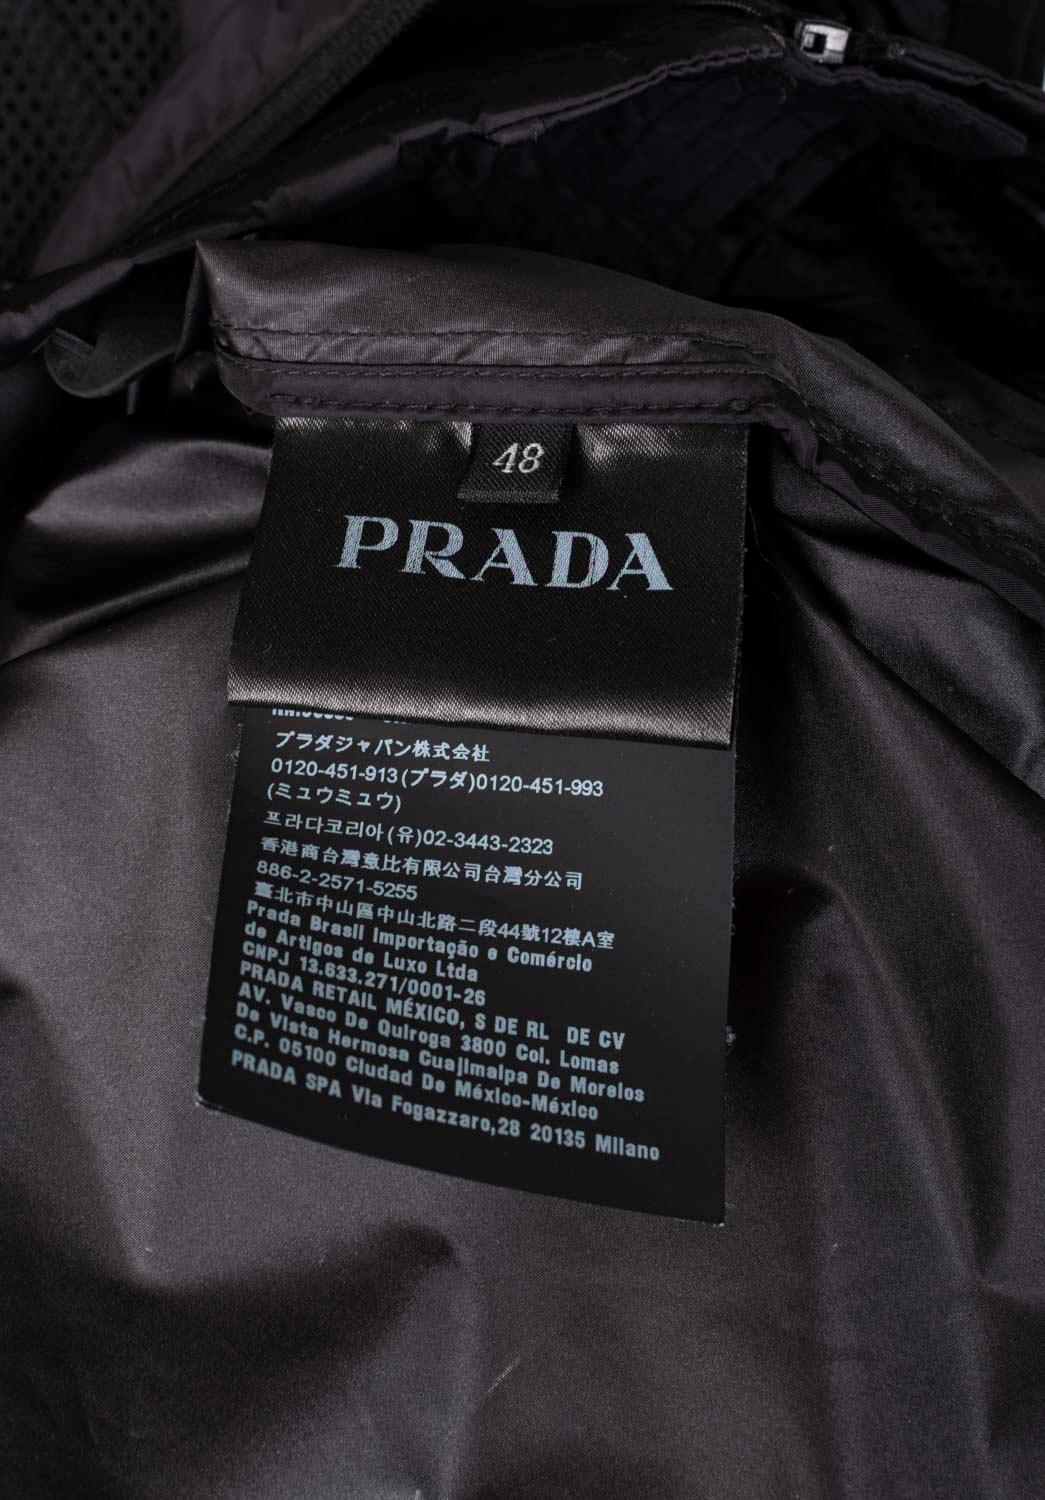 48
PRADA
プラダジャパン株式会社
0120-451-913(プラダ)0120-451-993
(ミュウミュウ)
프라다코리아(유)02-3443-2323
香港商台灣意比有限公司台灣分公司
886-2-2571-5255
臺北市中山區中山北路二段44號12樓A室
Prada Brasil Importação e Comércio
de Artigos de Luxo Ltda
CNPJ 13.633.271/0001-26
PRADA RETAIL MÉXICO, S DE RL DE CV
AV. Vasco De Quiroga 3800 Col. Lomas
De Vista Hermosa Cuajimalpa De Morelos
C.P. 05100 Ciudad De México-México
PRADA SPA Via Fogazzaro,28 20135 Milano